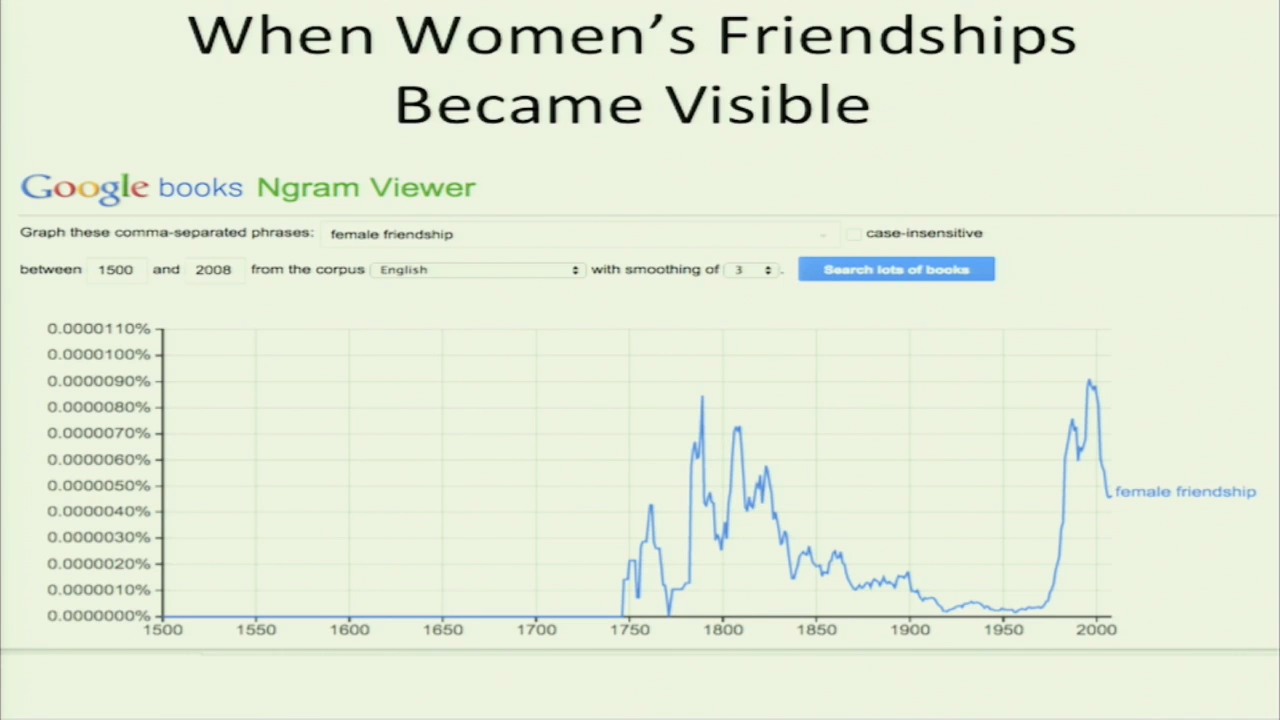 When Women's Friendships
Became Visible
Google books Ngram Viewer
Graph these comma-separated phrases: female friendship case-insensitive
between 1500 and 2008 from the corpus English with smoothing of 3 . Search lots of books
0.0000110%
0.0000100%
0.0000090%
0.0000080%
0.0000070%
0.0000060%
0.0000050%
female friendship
0.0000040%
0.0000030%
0.0000020%
0.0000010%
0.0000000%
1500 1550 1600 1650 1700 1750 1800 1850 1900 1950 2000